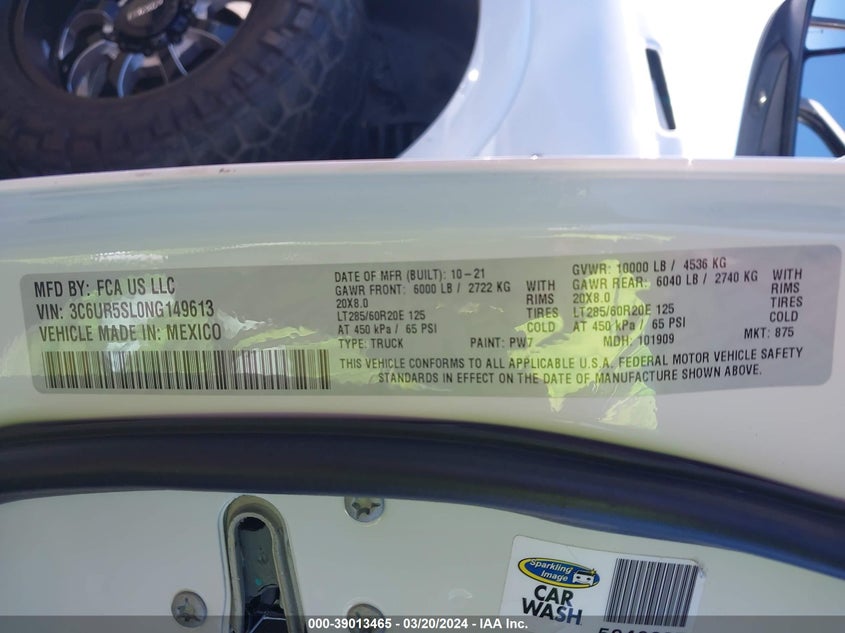 MFD BY: FCA US LLC
VIN: 3C6UR5SL0NG149613
VEHICLE MADE IN: MEXICO
DATE OF MFR (BUILT): 10-21
GAWR FRONT: 6000 LB / 2722 KG WITH
20X8.0 RIMS
LT285/60R20E 125 TIRES
AT 450 kPa / 65 PSI COLD
TYPE: TRUCK PAINT: PW7
GVWR: 10000 LB / 4536 KG
GAWR REAR: 6040 LB / 2740 KG WITH
20X8.0 RIMS
LT285/60R20E 125 TIRES
AT 450 kPa / 65 PSI COLD
MDH: 101909 MKT: 875
THIS VEHICLE CONFORMS TO ALL APPLICABLE U.S.A. FEDERAL MOTOR VEHICLE SAFETY
STANDARDS IN EFFECT ON THE DATE OF MANUFACTURE SHOWN ABOVE.
Sparkling
Image
CAR
WASH
000-39013465 - 03/20/2024 - IAA Inc.